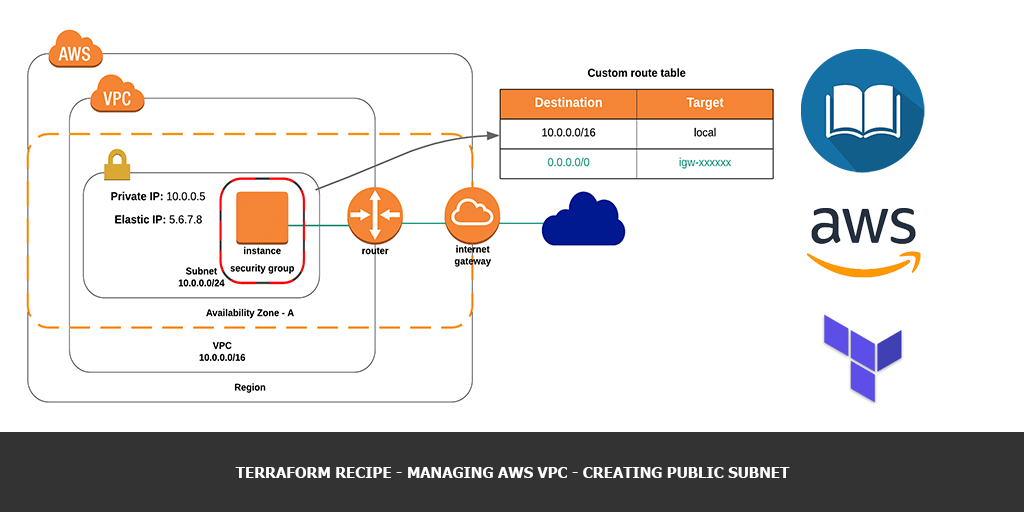 AWS
VPC
Custom route table
Destination Target
10.0.0.0/16 local
0.0.0.0/0 igw-xxxxxx
Private IP: 10.0.0.5
Elastic IP: 5.6.7.8
instance
security group
Subnet
10.0.0.0/24
router
internet
gateway
Availability Zone - A
VPC
10.0.0.0/16
Region
aws
TERRAFORM RECIPE - MANAGING AWS VPC - CREATING PUBLIC SUBNET